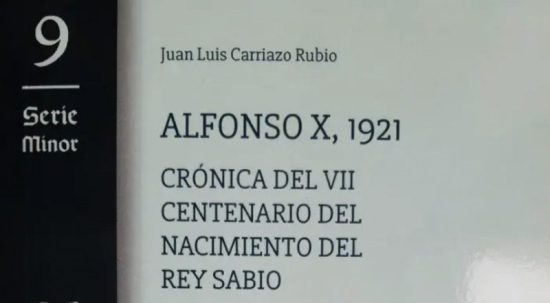 9
Serie
Minor
Juan Luis Carriazo Rubio
ALFONSO X, 1921
CRÓNICA DEL VII
CENTENARIO DEL
NACIMIENTO DEL
REY SABIO